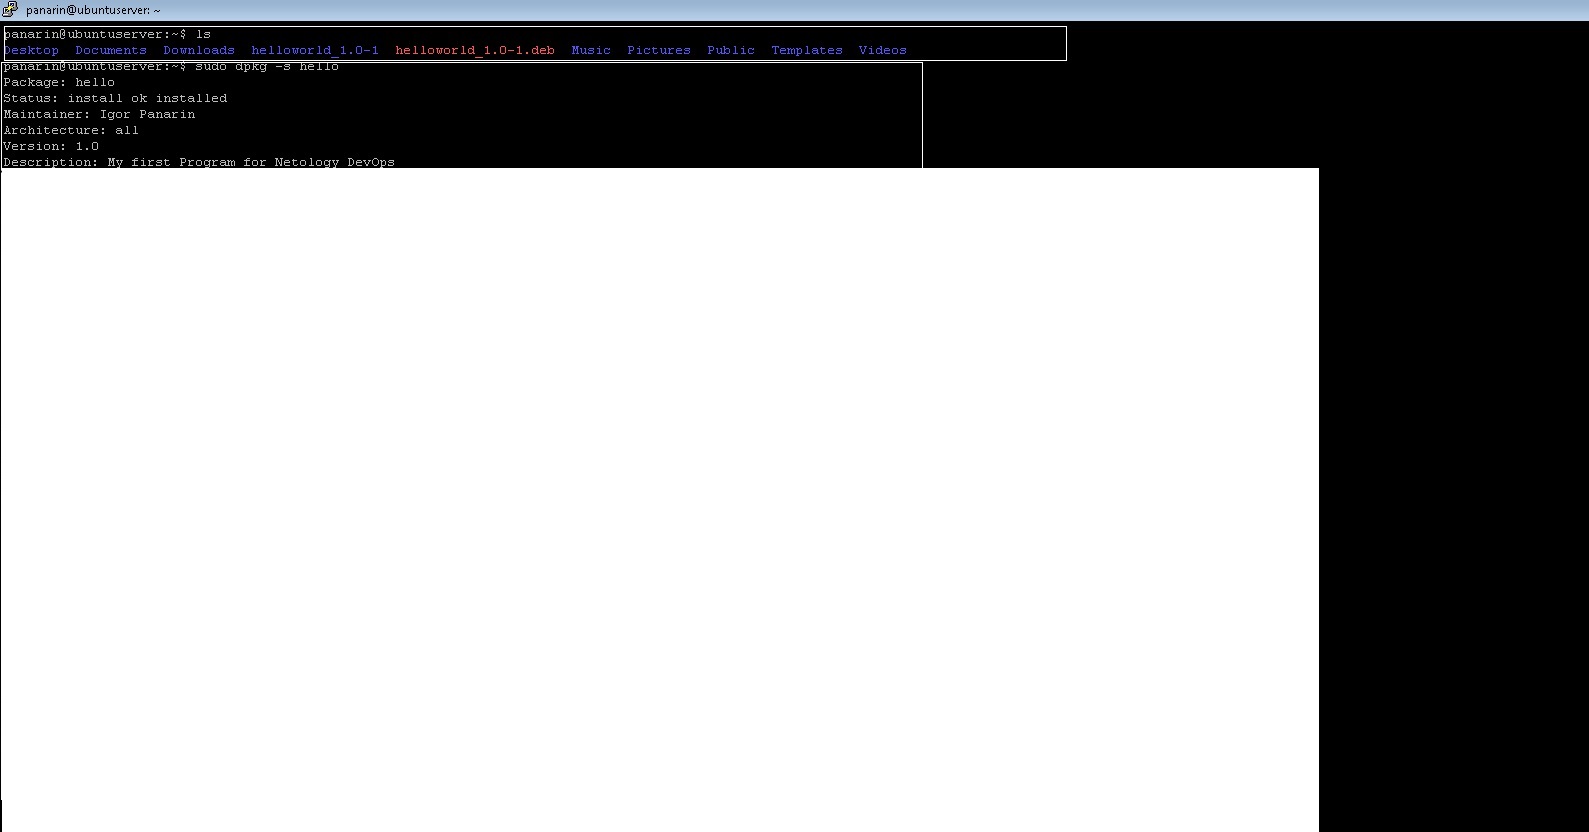 panarin@ubuntuserver: ~
panarin@ubuntuserver:~$ ls
Desktop  Documents  Downloads  helloworld_1.0-1  helloworld_1.0-1.deb  Music  Pictures  Public  Templates  Videos
panarin@ubuntuserver:~$ sudo dpkg -s hello
Package: hello
Status: install ok installed
Maintainer: Igor Panarin
Architecture: all
Version: 1.0
Description: My first Program for Netology DevOps